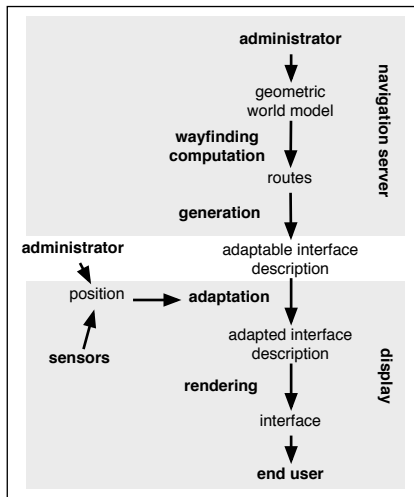 administrator
geometric
world model
wayfinding
computation
routes
generation
navigation server
administrator
adaptable interface
description
position
adaptation
sensors
adapted interface
description
rendering
interface
end user
display